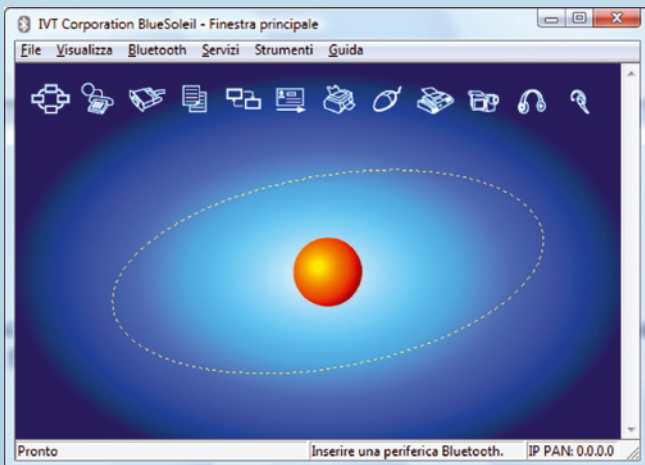 IVT Corporation BlueSoleil - Finestra principale
File Visualizza Bluetooth Servizi Strumenti Guida
Pronto Inserire una periferica Bluetooth. IP PAN: 0.0.0.0